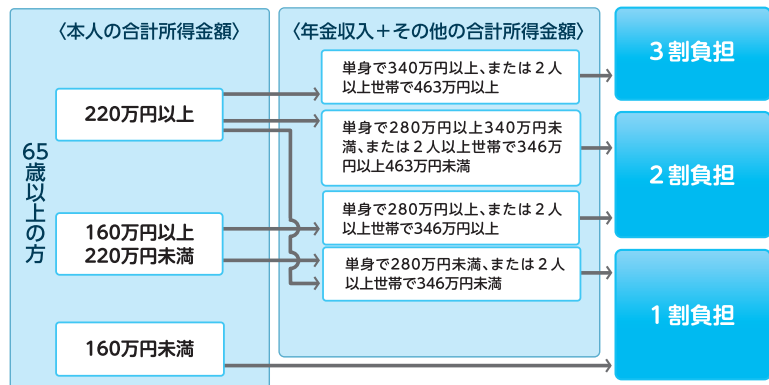 〈本人の合計所得金額〉
〈年金収入＋その他の合計所得金額〉
65歳以上の方
220万円以上
160万円以上
220万円未満
160万円未満
単身で340万円以上、または２人
以上世帯で463万円以上
単身で280万円以上340万円未
満、または２人以上世帯で346万
円以上463万円未満
単身で280万円以上、または２人
以上世帯で346万円以上
単身で280万円未満、または２人
以上世帯で346万円未満
３割負担
２割負担
１割負担